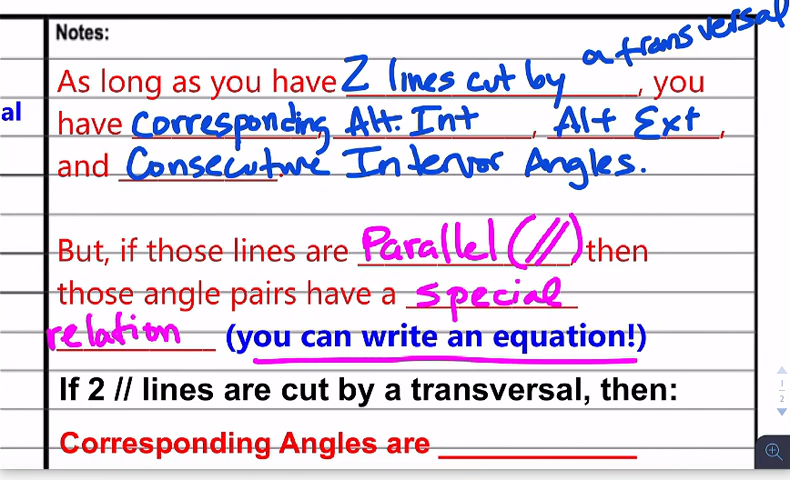 Notes:
As long as you have 2 lines cut by a transversal, you
al
have corresponding, Alt. Int, Alt Ext,
and Consecutive Interior Angles.
But, if those lines are Parallel (//) then
those angle pairs have a special
relation (you can write an equation!)
If 2 // lines are cut by a transversal, then:
Corresponding Angles are ____________
1
2